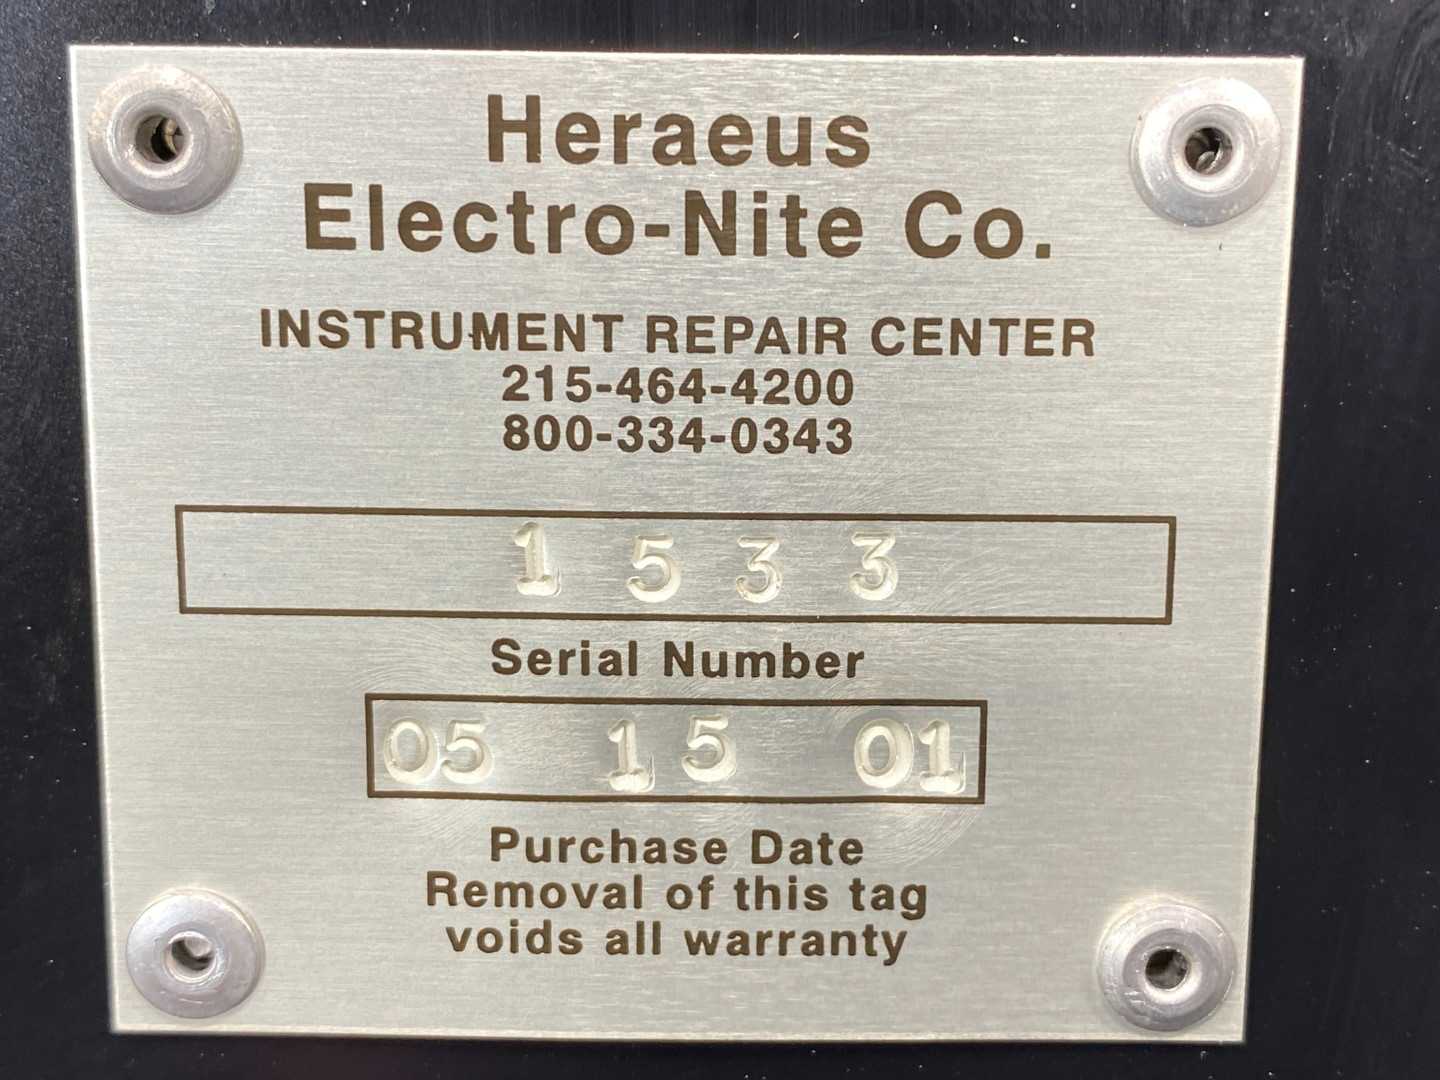 Heraeus
Electro-Nite Co.
INSTRUMENT REPAIR CENTER
215-464-4200
800-334-0343
1 5 3 3
Serial Number
05 15 01
Purchase Date
Removal of this tag
voids all warranty